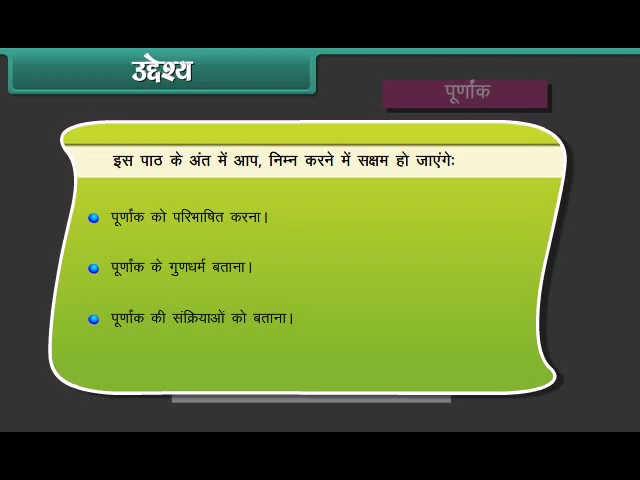 उद्देश्य
पूर्णांक
इस पाठ के अंत में आप, निम्न करने में सक्षम हो जाएंगेः
पूर्णांक को परिभाषित करना।
पूर्णांक के गुणधर्म बताना।
पूर्णांक की संक्रियाओं को बताना।